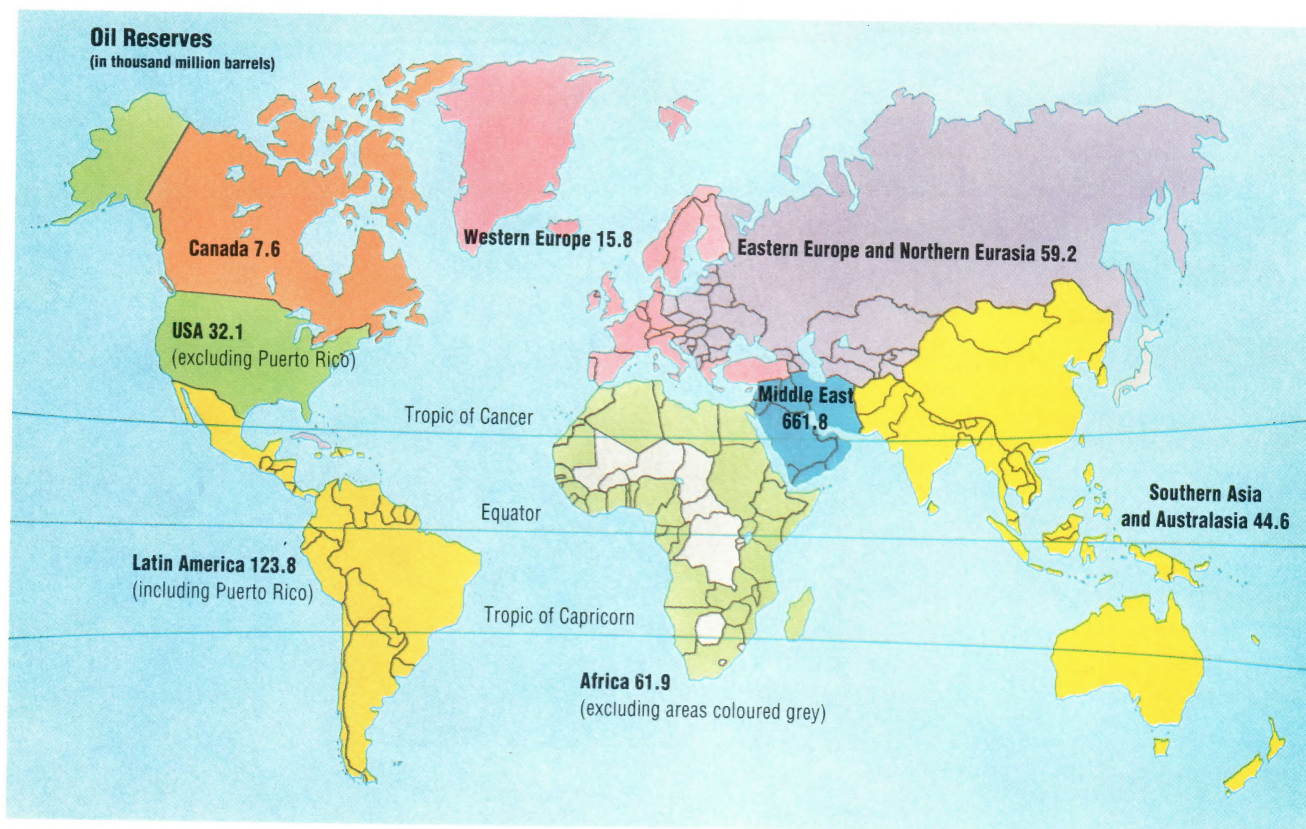 Oil Reserves
(in thousand million barrels)
Canada 7.6
Western Europe 15.8
Eastern Europe and Northern Eurasia 59.2
USA 32.1
(excluding Puerto Rico)
Middle East
661.8
Tropic of Cancer
Equator
Southern Asia
and Australasia 44.6
Latin America 123.8
(including Puerto Rico)
Tropic of Capricorn
Africa 61.9
(excluding areas coloured grey)